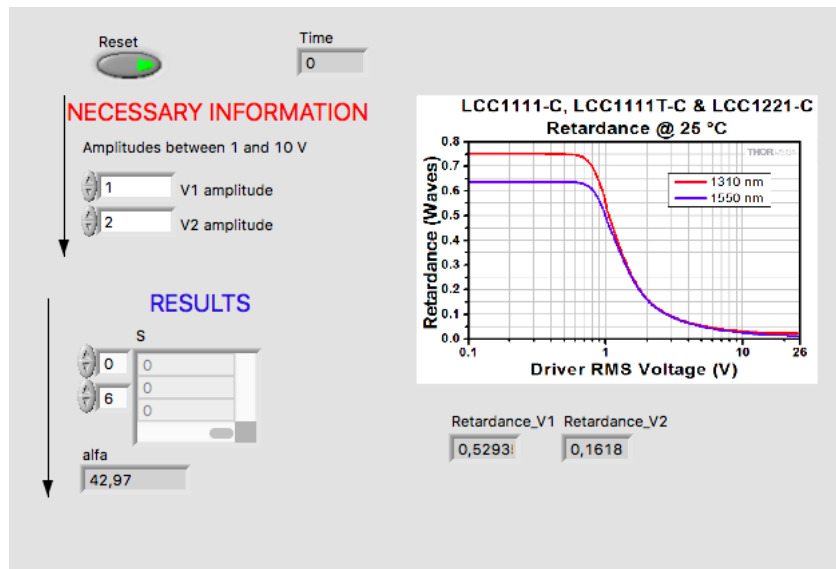 Reset
Time
0
NECESSARY INFORMATION
Amplitudes between 1 and 10 V
1
V1 amplitude
2
V2 amplitude
RESULTS
S
0
0
6
0
0
alfa
42,97
LCC1111-C, LCC1111T-C & LCC1221-C
Retardance @ 25 °C
Retardance (Waves)
0.8
0.7
0.6
0.5
0.4
0.3
0.2
0.1
0.0
1310 nm
1550 nm
0.1
1
10
26
Driver RMS Voltage (V)
Retardance_V1
Retardance_V2
0,5293
0,1618